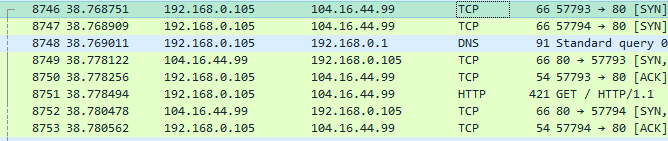 8746 38.768751 192.168.0.105 104.16.44.99 TCP 66 57793 → 80 [SYN]
8747 38.768909 192.168.0.105 104.16.44.99 TCP 66 57794 → 80 [SYN]
8748 38.769011 192.168.0.105 192.168.0.1 DNS 91 Standard query 0
8749 38.778122 104.16.44.99 192.168.0.105 TCP 66 80 → 57793 [SYN,
8750 38.778256 192.168.0.105 104.16.44.99 TCP 54 57793 → 80 [ACK]
8751 38.778494 192.168.0.105 104.16.44.99 HTTP 421 GET / HTTP/1.1
8752 38.780478 104.16.44.99 192.168.0.105 TCP 66 80 → 57794 [SYN,
8753 38.780562 192.168.0.105 104.16.44.99 TCP 54 57794 → 80 [ACK]